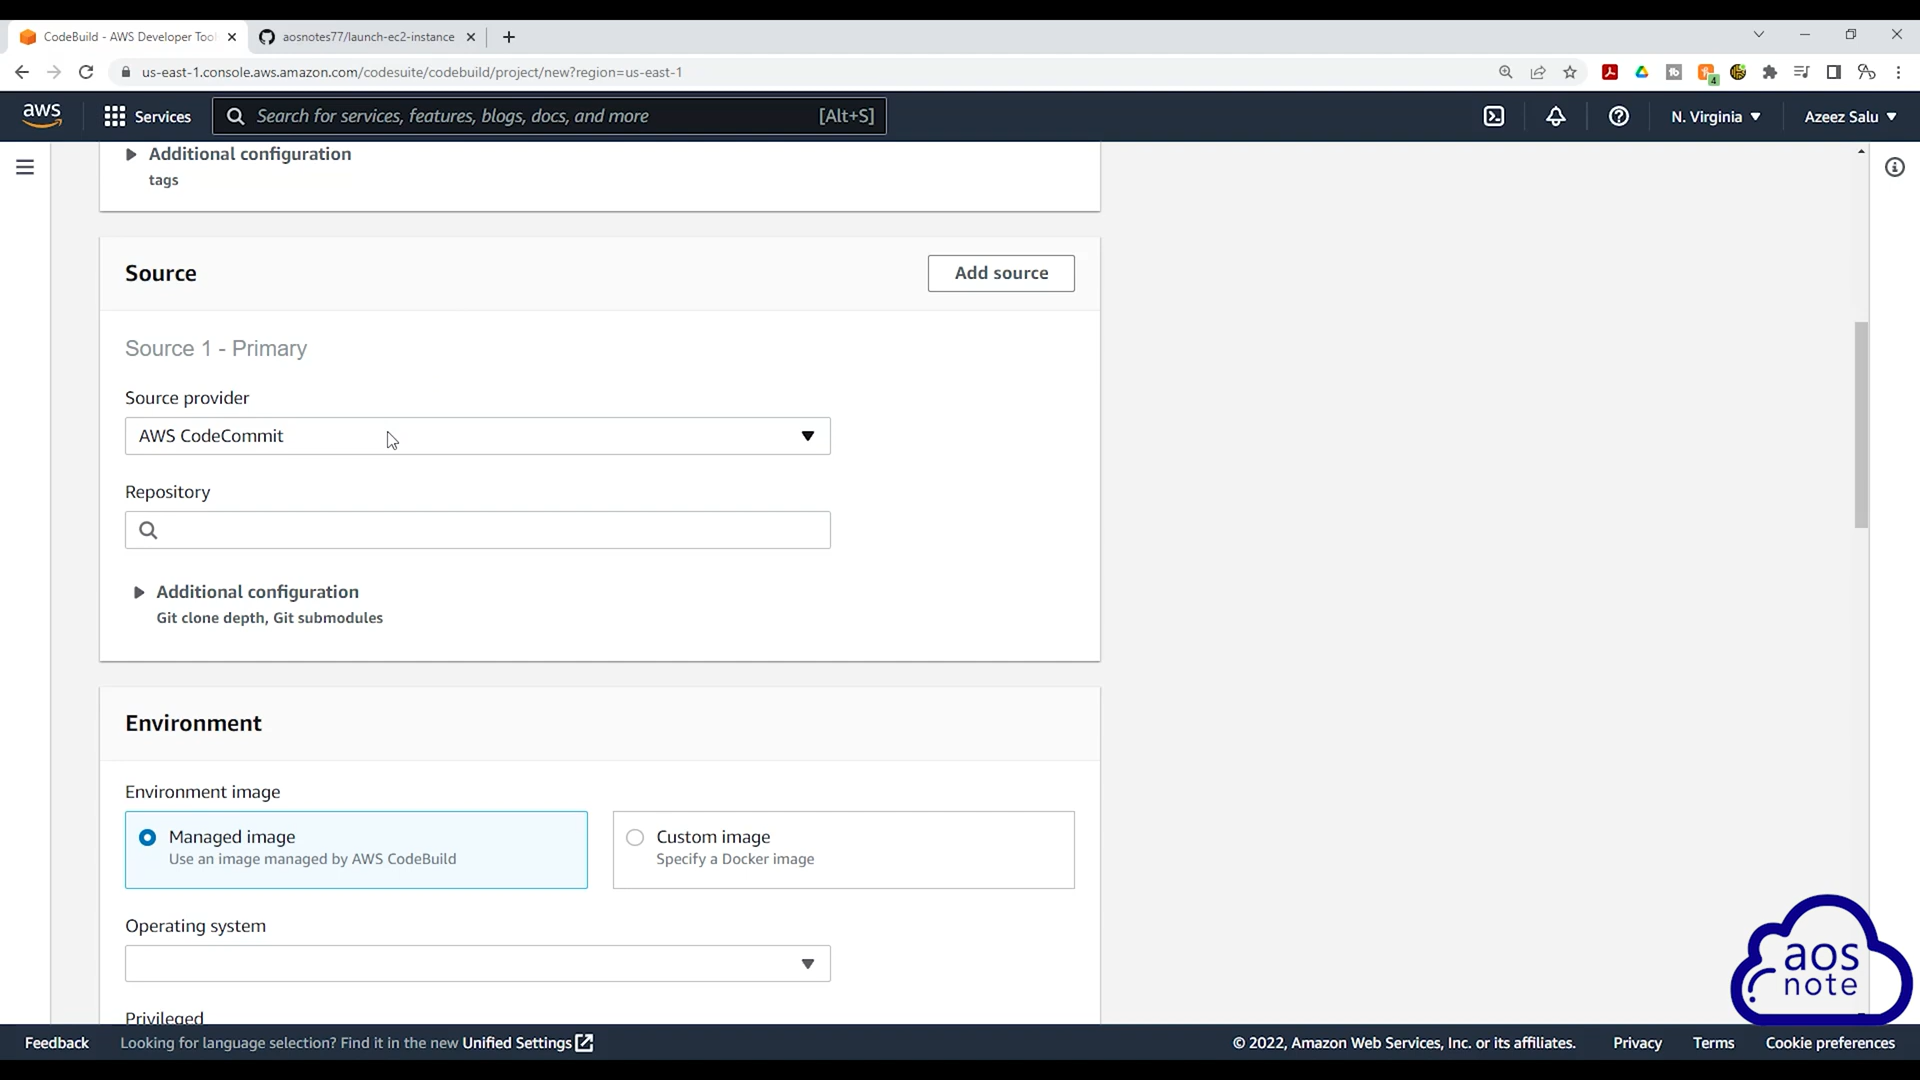 CodeBuild - AWS Developer Tool
aosnotes77/launch-ec2-instance
us-east-1.console.aws.amazon.com/codesuite/codebuild/project/new?region=us-east-1
4
aws
Services
Search for services, features, blogs, docs, and more
[Alt+S]
N. Virginia
Azeez Salu
Additional configuration
tags
Source
Add source
Source 1 - Primary
Source provider
AWS CodeCommit
Repository
Additional configuration
Git clone depth, Git submodules
Environment
Environment image
Managed image
Use an image managed by AWS CodeBuild
Custom image
Specify a Docker image
Operating system
Privileged
aos
note
Feedback
Looking for language selection? Find it in the new Unified Settings
© 2022, Amazon Web Services, Inc. or its affiliates.
Privacy
Terms
Cookie preferences